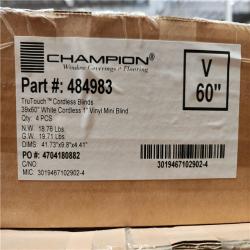 CHAMPION
Window Coverings & Flooring
Part #: 484983
TruTouch™ Cordless Blinds
39x60" White Cordless 1" Vinyl Mini Blind
Qty: 4 PCS
N.W. 18.76 Lbs.
G.W. 19.71 Lbs.
DIMS 41.73"x9.8"x4.41"
PO #: 4704180882
C/NO:
MIC: 3019467102902-4
V
60"
3019467102902-4